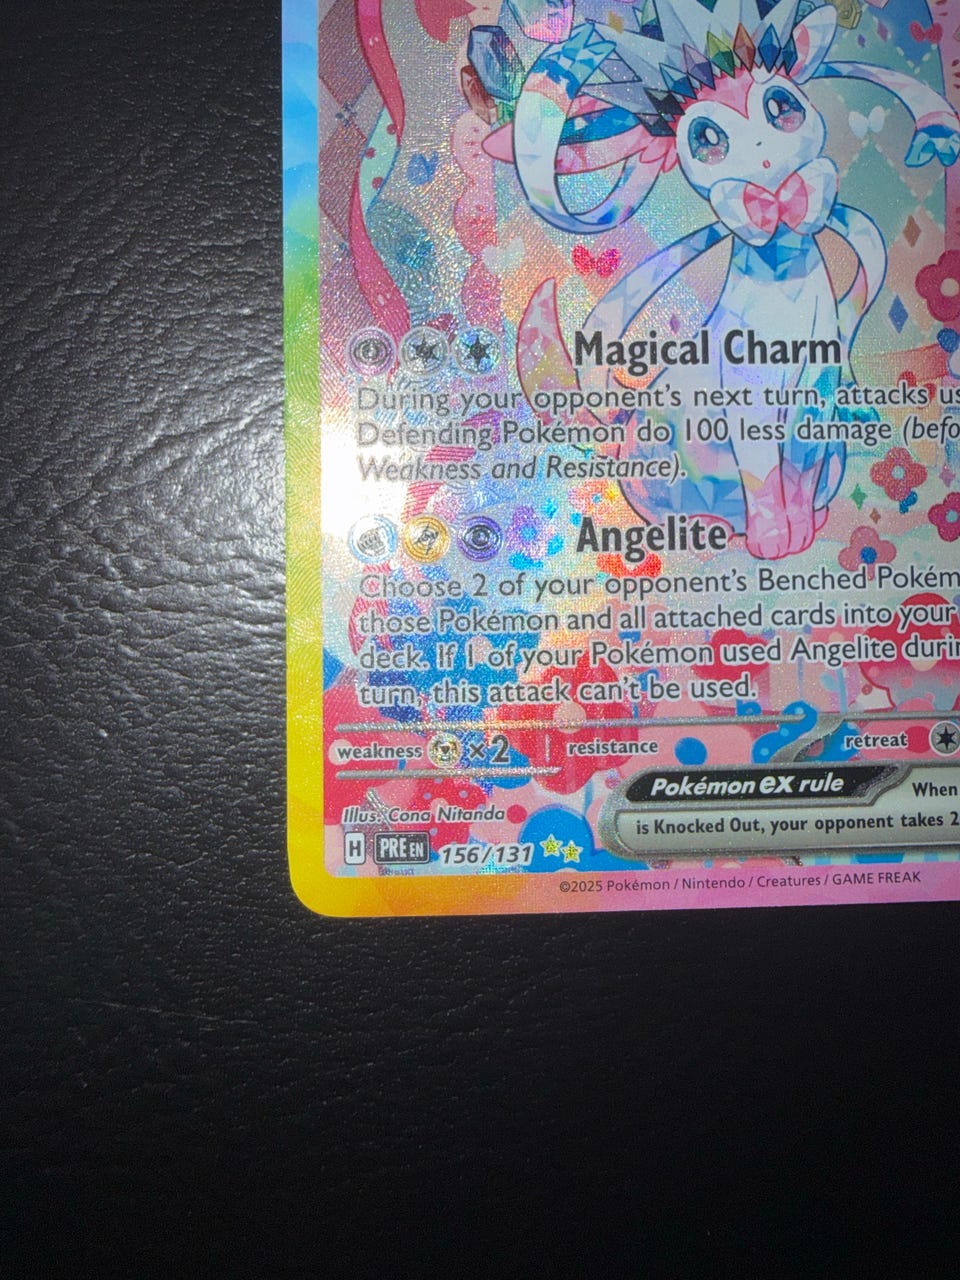 Magical Charm
During your opponent's next turn, attacks us
Defending Pokémon do 100 less damage (befo
Weakness and Resistance).
Angelite
Choose 2 of your opponent's Benched Pokém
those Pokémon and all attached cards into your
deck. If 1 of your Pokémon used Angelite durin
turn, this attack can't be used.
weakness ×2 resistance retreat
Pokémon ex rule When
is Knocked Out, your opponent takes 2
Illus. Cona Nitanda
H PRE EN 156/131
©2025 Pokémon / Nintendo / Creatures / GAME FREAK